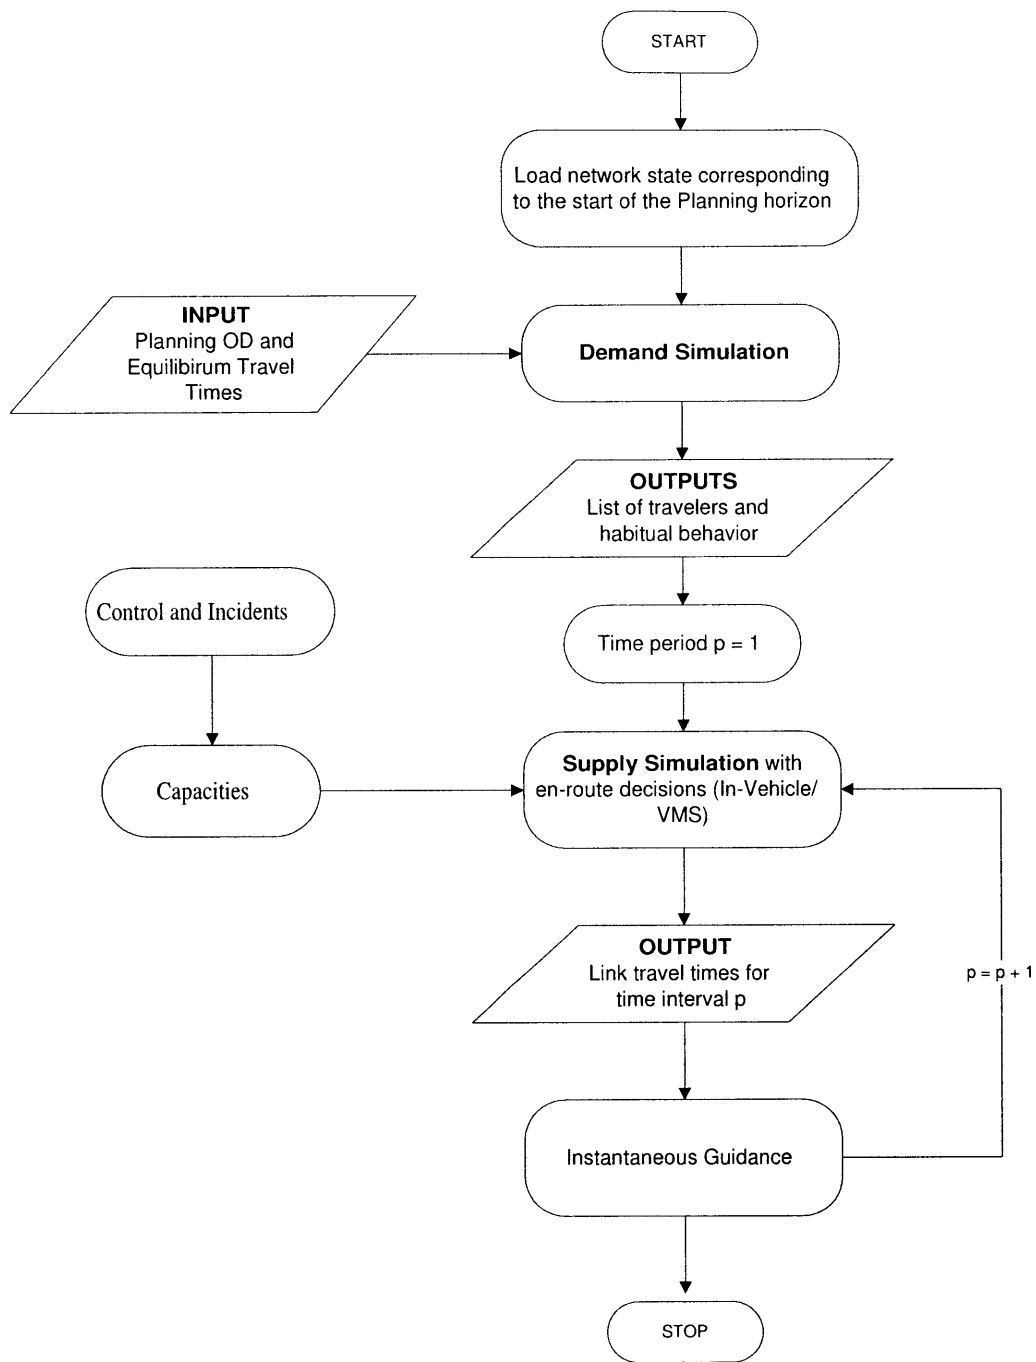 START
Load network state corresponding
to the start of the Planning horizon
INPUT
Planning OD and
Equilibirum Travel
Times
Demand Simulation
OUTPUTS
List of travelers and
habitual behavior
Control and Incidents
Time period p = 1
Capacities
Supply Simulation with
en-route decisions (In-Vehicle/
VMS)
OUTPUT
Link travel times for
time interval p
p = p + 1
Instantaneous Guidance
STOP